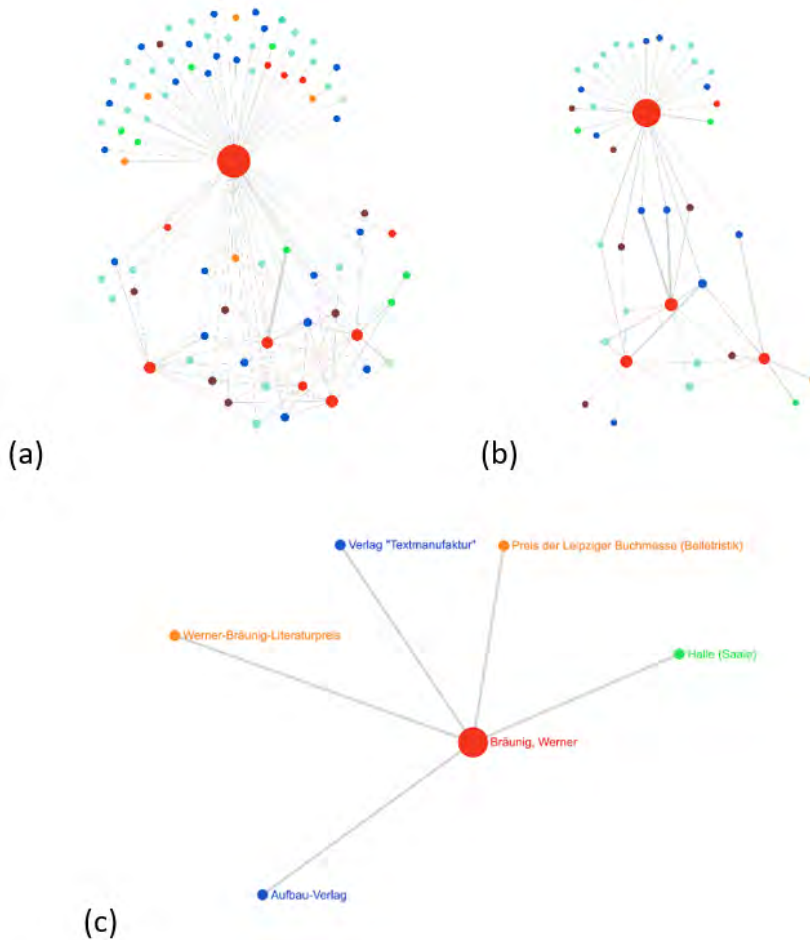 (a)
(b)
Verlag "Textmanufaktur"
Preis der Leipziger Buchmesse (Belletristik)
Werner-Bräunig-Literaturpreis
Halle (Saale)
Bräunig, Werner
Aufbau-Verlag
(c)